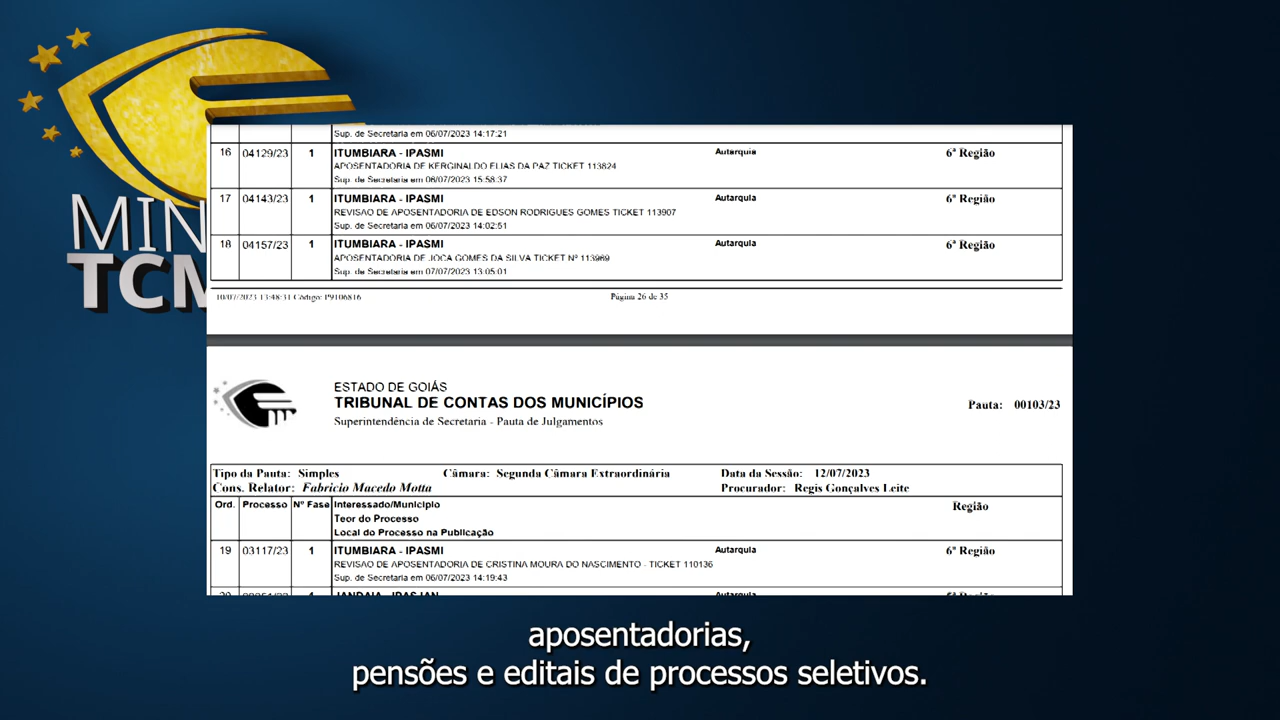 MIN
TCM
Sup. de Secretaria em 06/07/2023 14:17:21
16 04129/23 1 ITUMBIARA - IPASMI Autarquia 6ª Região
APOSENTADORIA DE KERGINALDO ELIAS DA PAZ TICKET 113824
Sup. de Secretaria em 06/07/2023 15:58:37
17 04143/23 1 ITUMBIARA - IPASMI Autarquia 6ª Região
REVISAO DE APOSENTADORIA DE EDSON RODRIGUES GOMES TICKET 113907
Sup. de Secretaria em 06/07/2023 14:02:51
18 04157/23 1 ITUMBIARA - IPASMI Autarquia 6ª Região
APOSENTADORIA DE JOCA GOMES DA SILVA TICKET Nº 113969
Sup. de Secretaria em 07/07/2023 13:05:01
10/07/2023 13:48:31 Código: P9106816 Página 26 de 35
ESTADO DE GOIÁS
TRIBUNAL DE CONTAS DOS MUNICÍPIOS Pauta: 00103/23
Superintendência de Secretaria - Pauta de Julgamentos
Tipo da Pauta: Simples Câmara: Segunda Câmara Extraordinária Data da Sessão: 12/07/2023
Cons. Relator: Fabricio Macedo Motta Procurador: Regis Gonçalves Leite
Ord. Processo Nº Fase Interessado/Município Região
Teor do Processo
Local do Processo na Publicação
19 03117/23 1 ITUMBIARA - IPASMI Autarquia 6ª Região
REVISAO DE APOSENTADORIA DE CRISTINA MOURA DO NASCIMENTO - TICKET 110136
Sup. de Secretaria em 06/07/2023 14:19:43
aposentadorias,
pensões e editais de processos seletivos.